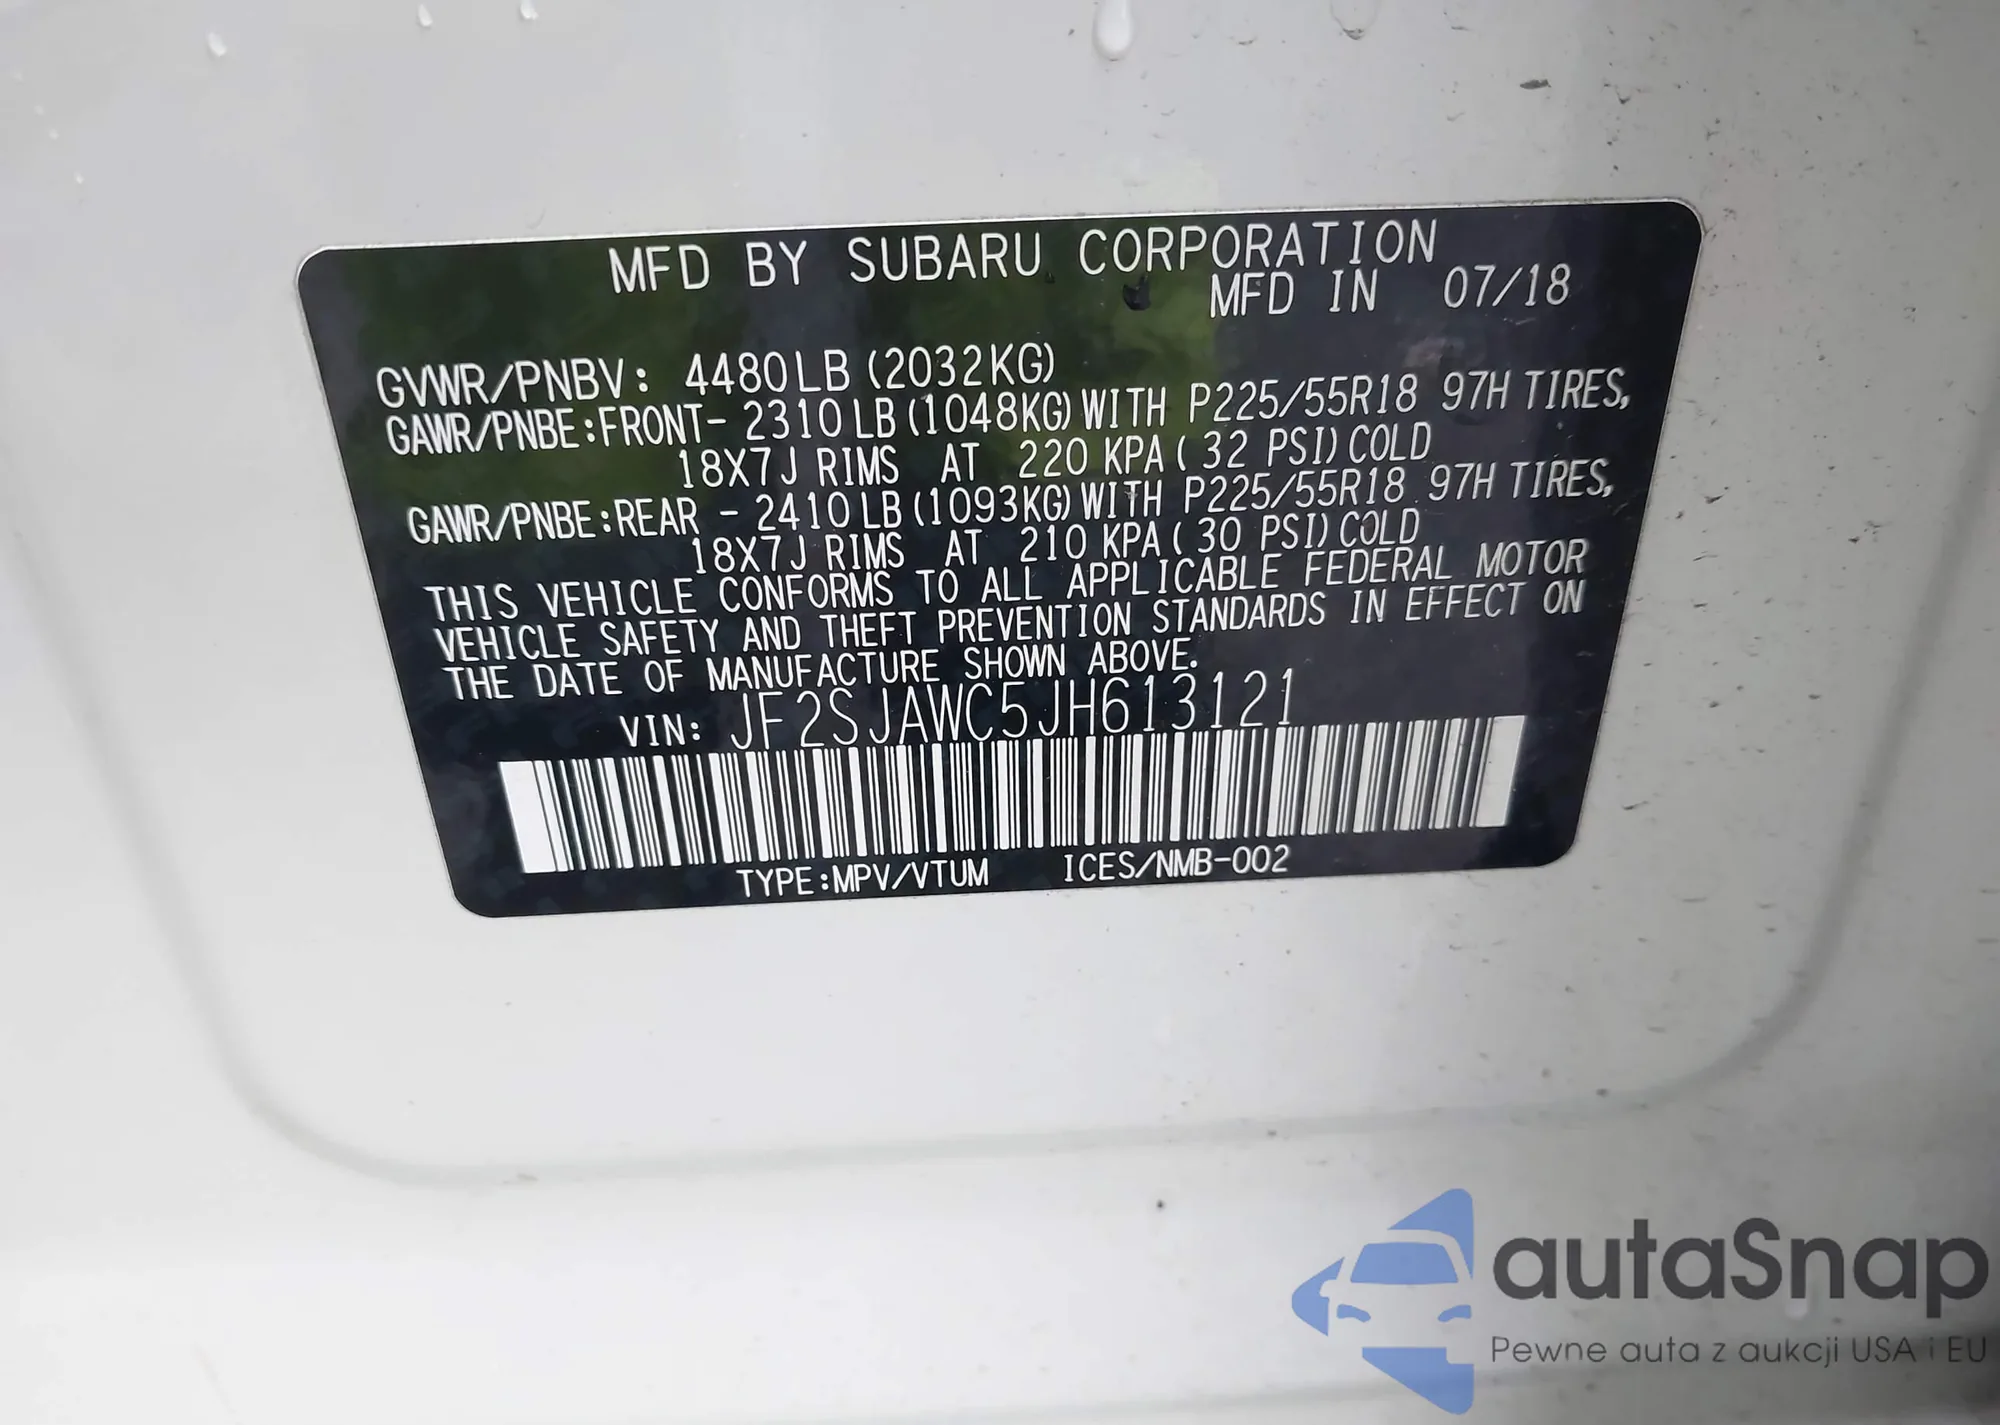 MFD BY SUBARU CORPORATION
MFD IN 07/18
GVWR/PNBV: 4480LB (2032KG)
GAWR/PNBE:FRONT- 2310LB(1048KG)WITH P225/55R18 97H TIRES,
18X7J RIMS AT 220 KPA( 32 PSI)COLD
GAWR/PNBE:REAR - 2410LB(1093KG)WITH P225/55R18 97H TIRES,
18X7J RIMS AT 210 KPA( 30 PSI)COLD
THIS VEHICLE CONFORMS TO ALL APPLICABLE FEDERAL MOTOR
VEHICLE SAFETY AND THEFT PREVENTION STANDARDS IN EFFECT ON
THE DATE OF MANUFACTURE SHOWN ABOVE.
VIN: JF2SJAWC5JH613121
TYPE:MPV/VTUM ICES/NMB-002
autaSnap
Pewne auta z aukcji USA i EU